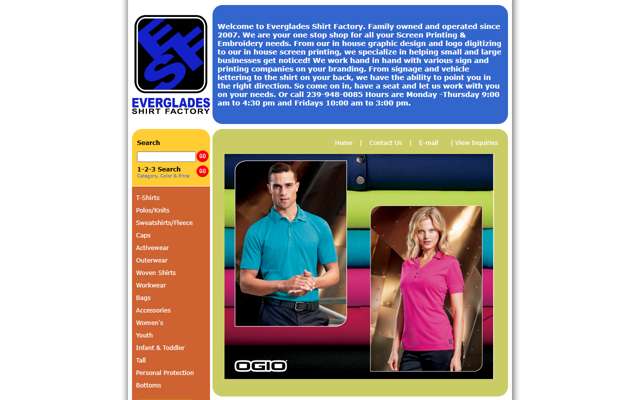 ESF
EVERGLADES
SHIRT FACTORY
Welcome to Everglades Shirt Factory. Family owned and operated since
2007. We are your one stop shop for all your Screen Printing &
Embroidery needs. From our in house graphic design and logo digitizing
to our in house screen printing, we specialize in helping small and large
businesses get noticed! We work hand in hand with various sign and
printing companies on your branding. From signage and vehicle
lettering to the shirt on your back, we have the ability to point you in
the right direction. So come on in, have a seat and let us work with you
on your needs. Or call 239-948-0085 Hours are Monday -Thursday 9:00
am to 4:30 pm and Fridays 10:00 am to 3:00 pm.
Search
GO
1-2-3 Search
Category, Color & Price
GO
T-Shirts
Polos/Knits
Sweatshirts/Fleece
Caps
Activewear
Outerwear
Woven Shirts
Workwear
Bags
Accessories
Women's
Youth
Infant & Toddler
Tall
Personal Protection
Bottoms
Home | Contact Us | E-mail | View Inquiries
OGIO